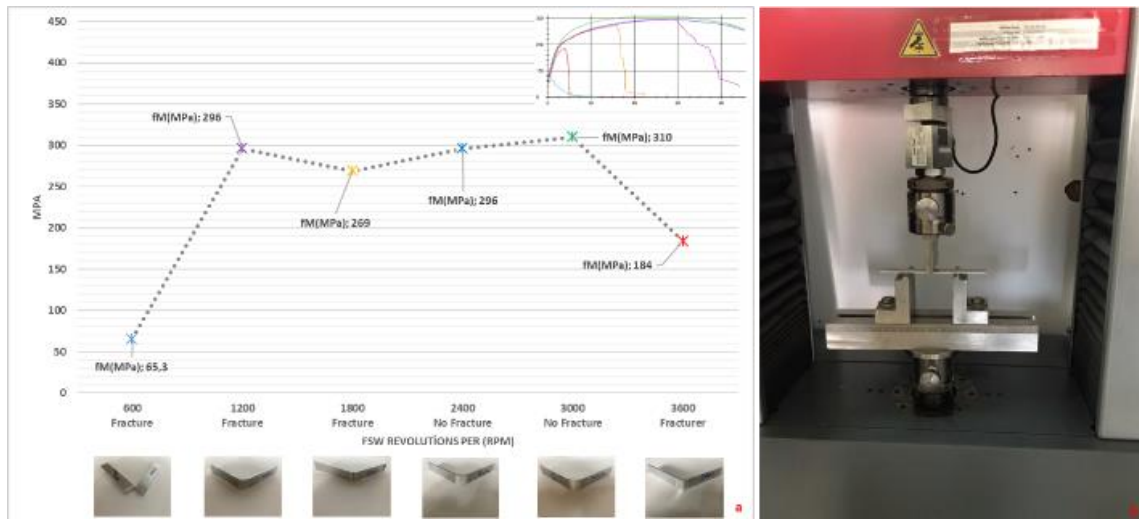 450
400
350
300
250
200
150
100
50
0
MPA
fM(MPa); 296
fM(MPa); 310
fM(MPa); 269
fM(MPa); 296
fM(MPa); 184
fM(MPa); 65,3
600
Fracture
1200
Fracture
1800
Fracture
2400
No Fracture
3000
No Fracture
3600
Fracturer
FSW REVOLUTİONS PER (RPM)
a